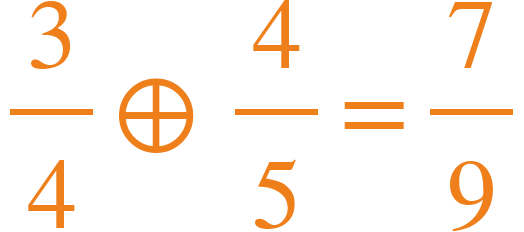 3/4 ⊕ 4/5 = 7/9